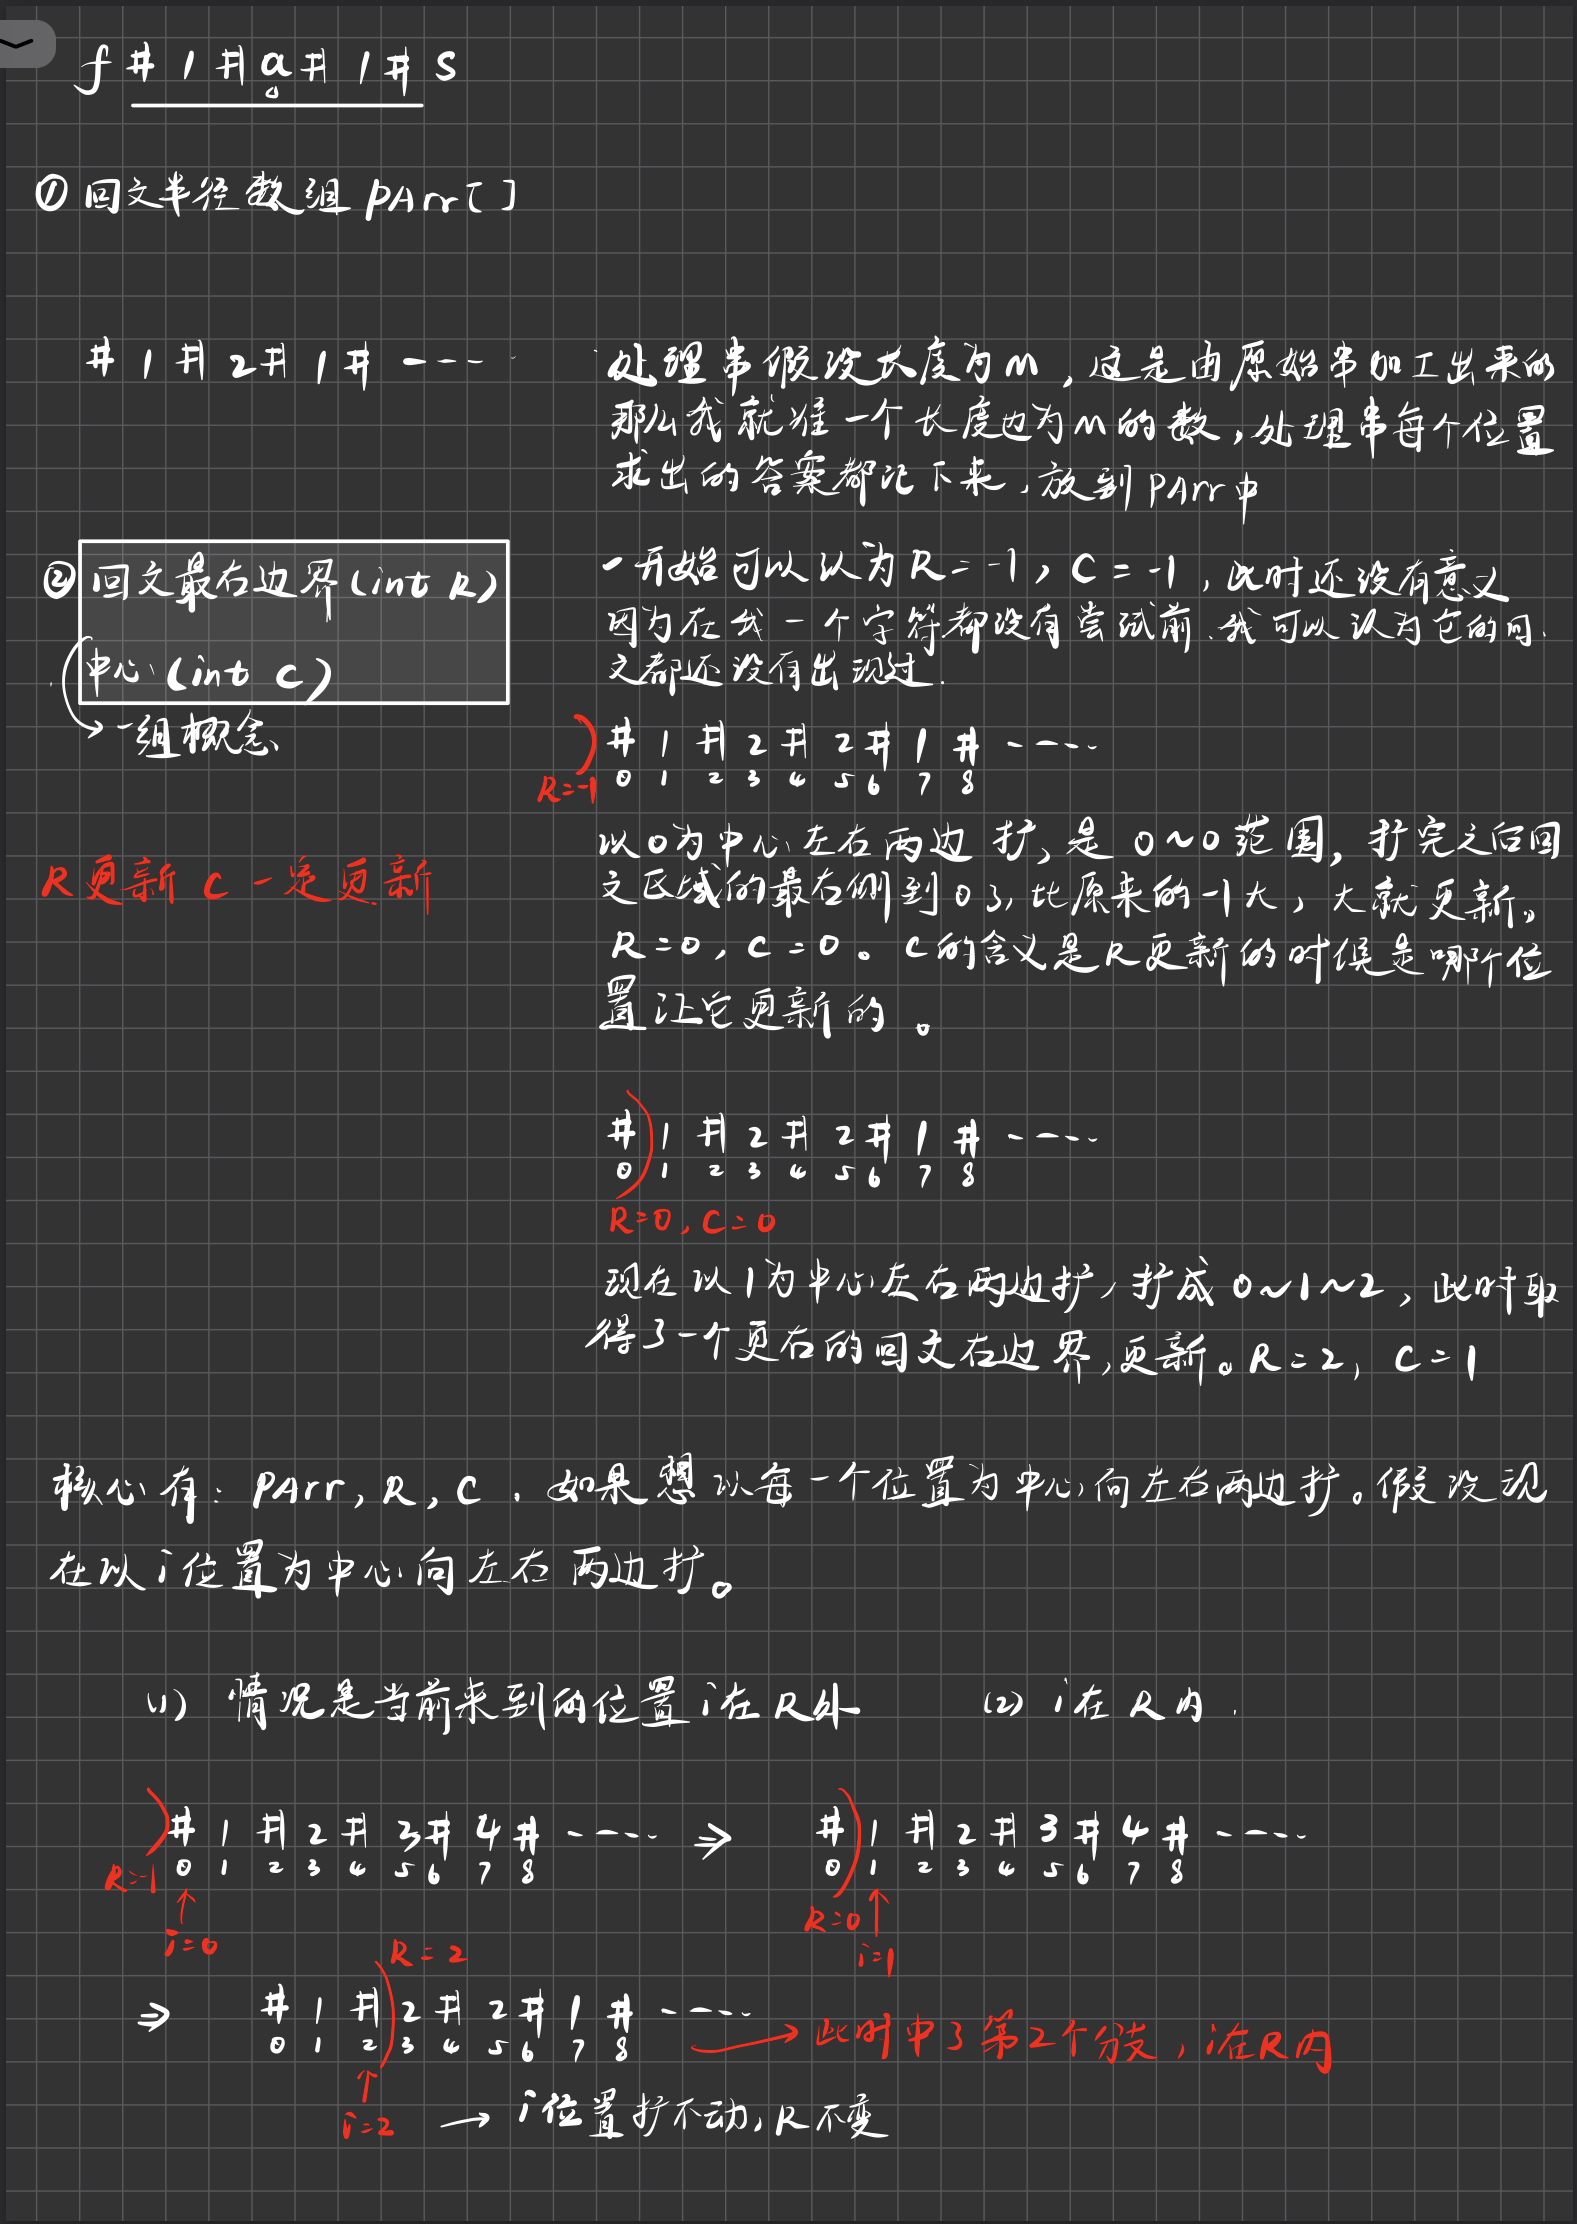 f # 1 # a # 1 # s
① 回文半径数组 pArr[]
# 1 # 2 # 1 # ----
处理串假设长度为m，这是由原始串加工出来的
那么我就准一个长度也为m的数，处理串每个位置
求出的答案都记下来，放到pArr中
② 回文最右边界(int R)
中心(int C)
一组概念
一开始可以认为R=-1，C=-1，此时还没有意义
因为在我一个字符都没有尝试前，我可以认为它的回
文都还没有出现过.
# 1 # 2 # 2 # 1 # ----
0 1 2 3 4 5 6 7 8
R=-1
R更新 C一定更新
以0为中心左右两边扩，是 0~0范围，扩完之后回
文区域的最右侧到0了，比原来的-1大，大就更新。
R=0，C=0。C的含义是R更新的时候是哪个位
置让它更新的。
# 1 # 2 # 2 # 1 # ----
0 1 2 3 4 5 6 7 8
R=0, C=0
现在以1为中心左右两边扩，扩成0~1~2，此时取
得了一个更右的回文右边界，更新。R=2, C=1
核心有：pArr, R, C. 如果想以每一个位置为中心向左右两边扩。假设现
在以i位置为中心向左右两边扩。
(1) 情况是当前来到的位置i在R外
(2) i在R内.
# 1 # 2 # 3 # 4 # ---- ⇒
0 1 2 3 4 5 6 7 8
R=-1
↑
i=0
# 1 # 2 # 3 # 4 # ----
0 1 2 3 4 5 6 7 8
R=0 ↑
i=1
R=2
⇒ # 1 # 2 # 2 # 1 # ----
0 1 2 3 4 5 6 7 8
→ 此时中了第2个分支，i在R内
↑
i=2 → i位置扩不动，R不变